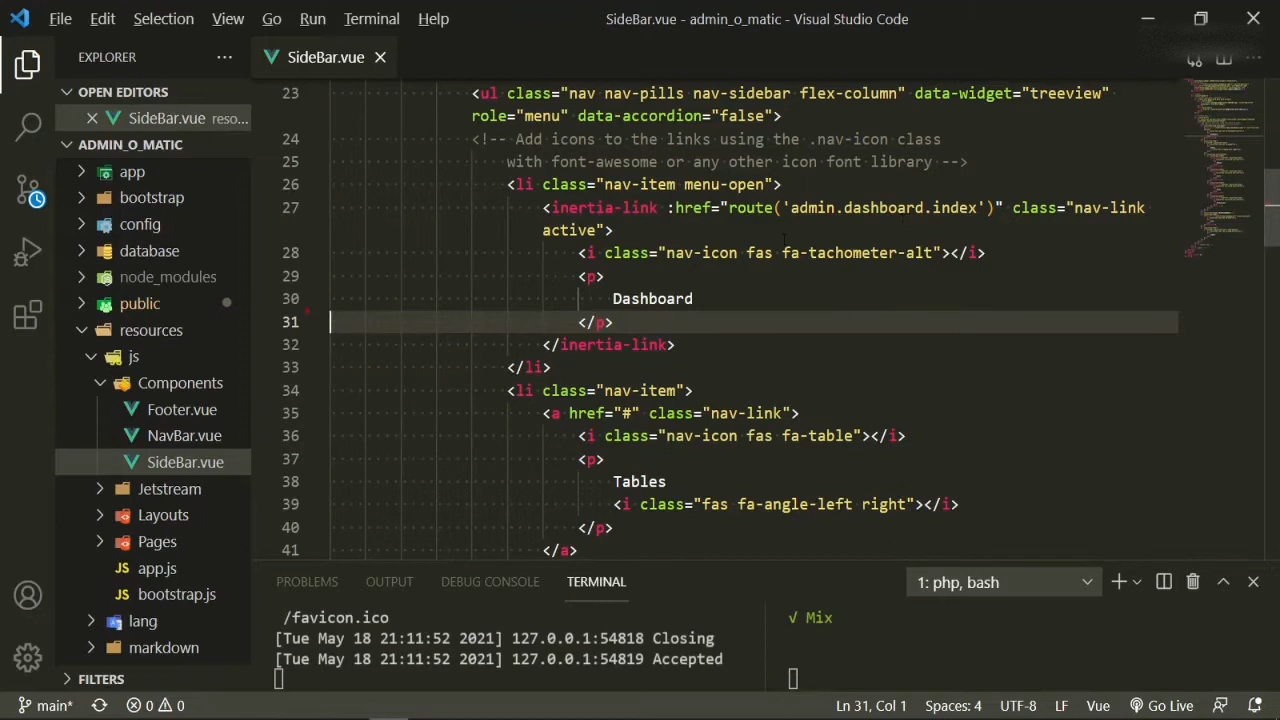 File Edit Selection View Go Run Terminal Help
SideBar.vue - admin_o_matic - Visual Studio Code
EXPLORER
SideBar.vue
OPEN EDITORS
SideBar.vue reso...
ADMIN_O_MATIC
app
bootstrap
config
database
node_modules
public
resources
js
Components
Footer.vue
NavBar.vue
SideBar.vue
Jetstream
Layouts
Pages
JS app.js
JS bootstrap.js
lang
markdown
FILTERS
23 <ul class="nav nav-pills nav-sidebar flex-column" data-widget="treeview"
role="menu" data-accordion="false">
24 <!-- Add icons to the links using the .nav-icon class
25 with font-awesome or any other icon font library -->
26 <li class="nav-item menu-open">
27 <inertia-link :href="route('admin.dashboard.index')" class="nav-link
active">
28 <i class="nav-icon fas fa-tachometer-alt"></i>
29 <p>
30 Dashboard
31 </p>
32 </inertia-link>
33 </li>
34 <li class="nav-item">
35 <a href="#" class="nav-link">
36 <i class="nav-icon fas fa-table"></i>
37 <p>
38 Tables
39 <i class="fas fa-angle-left right"></i>
40 </p>
41 </a>
PROBLEMS OUTPUT DEBUG CONSOLE TERMINAL
1: php, bash
/favicon.ico
[Tue May 18 21:11:52 2021] 127.0.0.1:54818 Closing
[Tue May 18 21:11:52 2021] 127.0.0.1:54819 Accepted
√ Mix
main* 0 0
Ln 31, Col 1 Spaces: 4 UTF-8 LF Vue Go Live